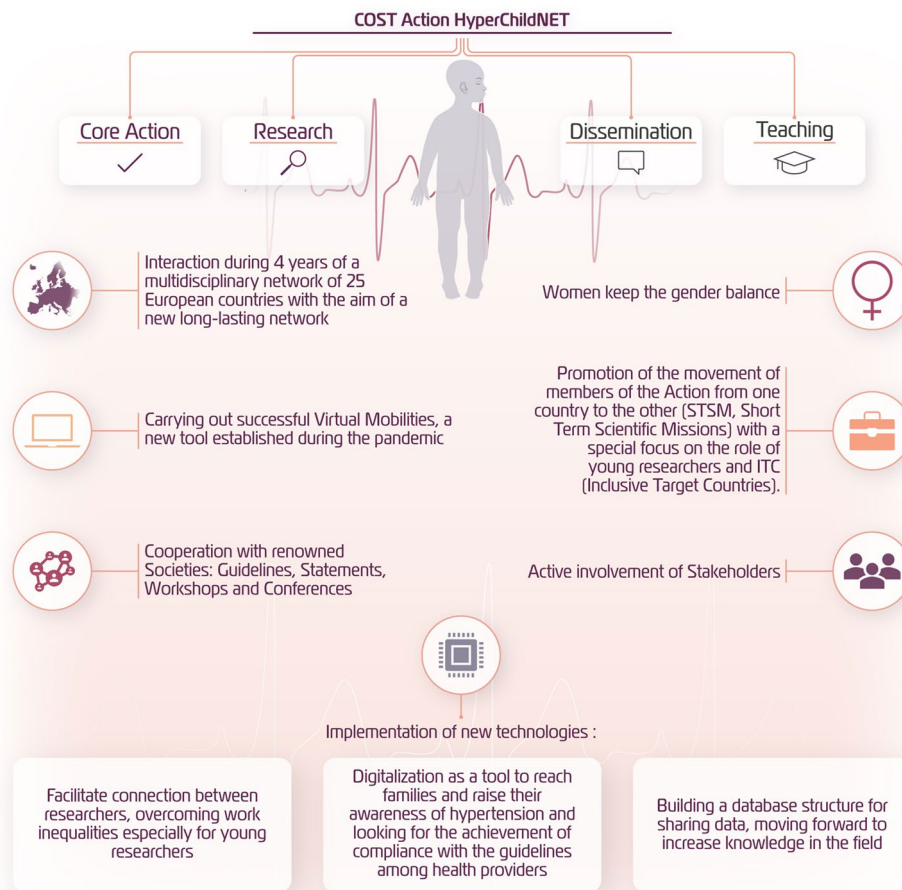 COST Action HyperChildNET
Core Action
Research
Dissemination
Teaching
Interaction during 4 years of a
multidisciplinary network of 25
European countries with the aim of a
new long-lasting network
Women keep the gender balance
Carrying out successful Virtual Mobilities, a
new tool established during the pandemic
Promotion of the movement of
members of the Action from one
country to the other (STSM, Short
Term Scientific Missions) with a
special focus on the role of
young researchers and ITC
(Inclusive Target Countries).
Cooperation with renowned
Societies: Guidelines, Statements,
Workshops and Conferences
Active involvement of Stakeholders
Implementation of new technologies :
Facilitate connection between
researchers, overcoming work
inequalities especially for young
researchers
Digitalization as a tool to reach
families and raise their
awareness of hypertension and
looking for the achievement of
compliance with the guidelines
among health providers
Building a database structure for
sharing data, moving forward to
increase knowledge in the field